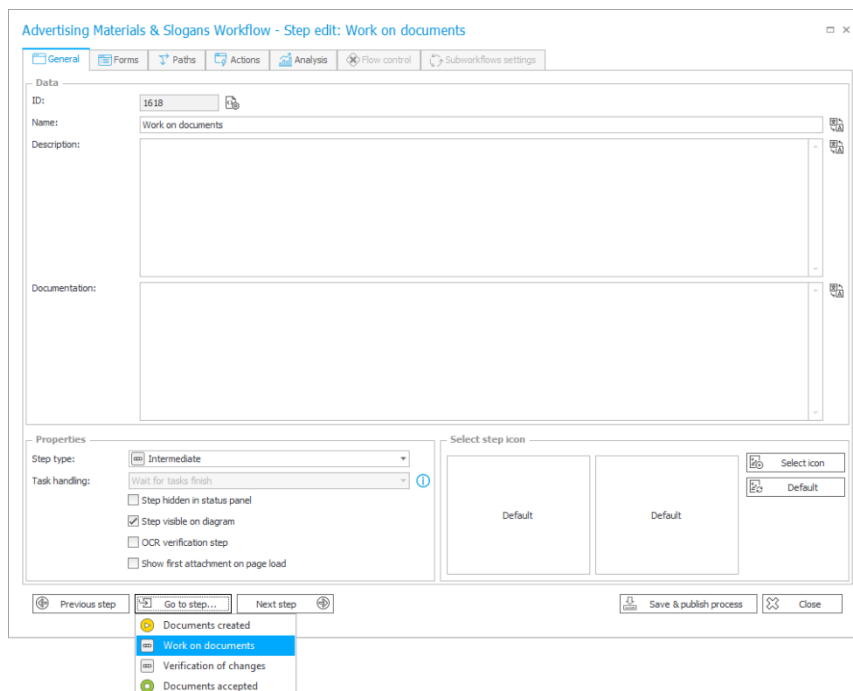 Advertising Materials & Slogans Workflow - Step edit: Work on documents
General Forms Paths Actions Analysis Flow control Subworkflows settings
Data
ID: 1618
Name: Work on documents
Description:
Documentation:
Properties
Step type: Intermediate
Task handling: Wait for tasks finish
Step hidden in status panel
Step visible on diagram
OCR verification step
Show first attachment on page load
Select step icon
Default Default
Select icon
Default
Previous step Go to step... Next step Save & publish process Close
Documents created
Work on documents
Verification of changes
Documents accepted